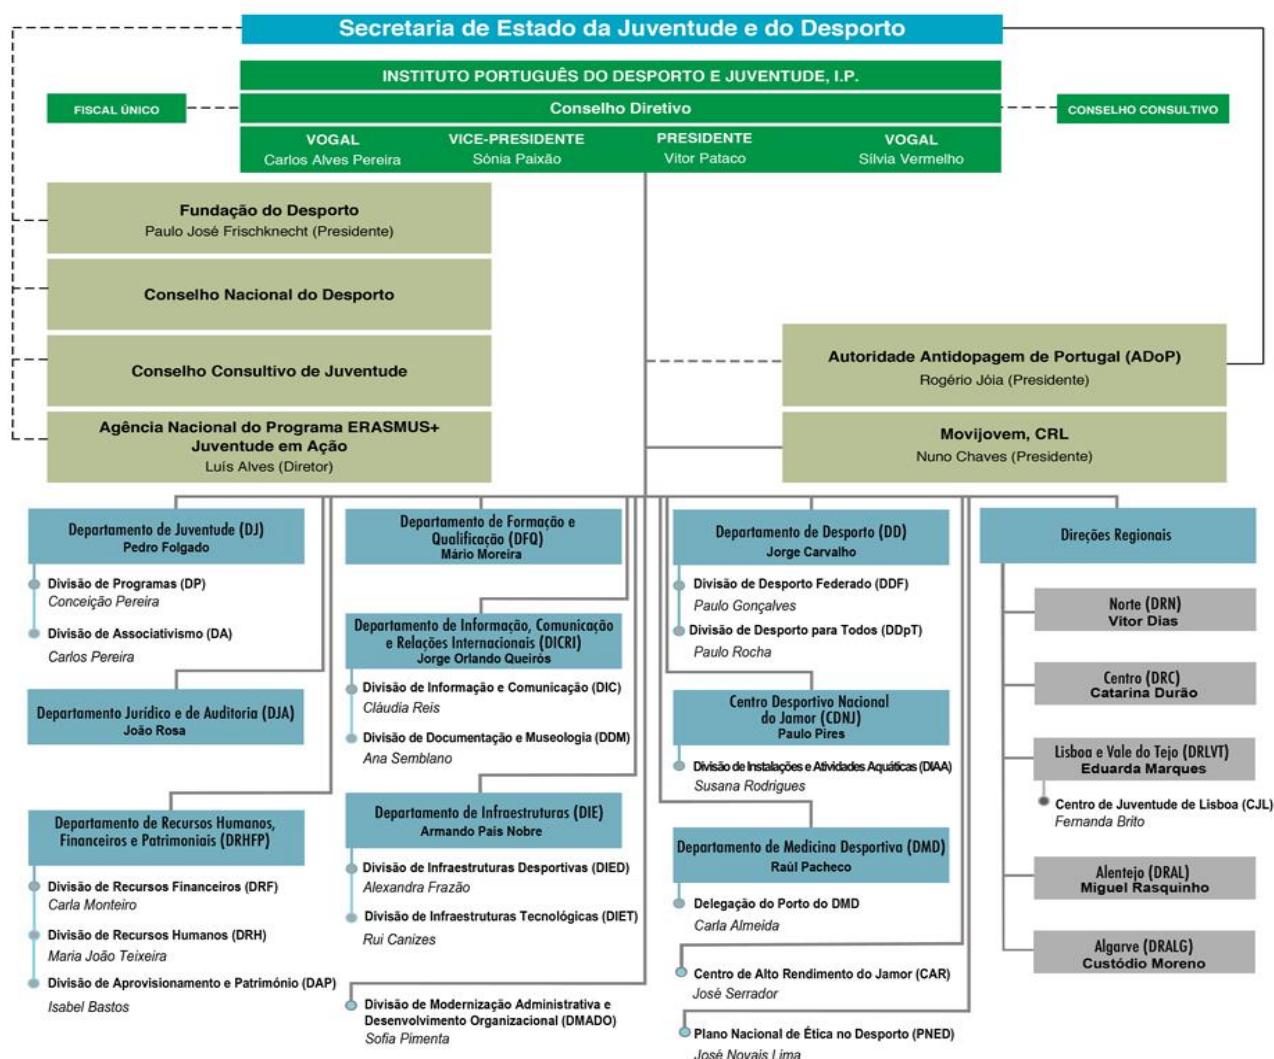 Secretaria de Estado da Juventude e do Desporto
INSTITUTO PORTUGUÊS DO DESPORTO E JUVENTUDE, I.P.
FISCAL ÚNICO
Conselho Diretivo
CONSELHO CONSULTIVO
VOGAL
Carlos Alves Pereira
VICE-PRESIDENTE
Sónia Paixão
PRESIDENTE
Vitor Pataco
VOGAL
Sílvia Vermelho
Fundação do Desporto
Paulo José Frischknecht (Presidente)
Conselho Nacional do Desporto
Conselho Consultivo de Juventude
Agência Nacional do Programa ERASMUS+
Juventude em Ação
Luís Alves (Diretor)
Autoridade Antidopagem de Portugal (ADoP)
Rogério Jóia (Presidente)
Movijovem, CRL
Nuno Chaves (Presidente)
Departamento de Juventude (DJ)
Pedro Folgado
Divisão de Programas (DP)
Conceição Pereira
Divisão de Associativismo (DA)
Carlos Pereira
Departamento Jurídico e de Auditoria (DJA)
João Rosa
Departamento de Recursos Humanos,
Financeiros e Patrimoniais (DRHFP)
Divisão de Recursos Financeiros (DRF)
Carla Monteiro
Divisão de Recursos Humanos (DRH)
Maria João Teixeira
Divisão de Aprovisionamento e Património (DAP)
Isabel Bastos
Departamento de Formação e
Qualificação (DFQ)
Mário Moreira
Departamento de Informação, Comunicação
e Relações Internacionais (DICRI)
Jorge Orlando Queirós
Divisão de Informação e Comunicação (DIC)
Cláudia Reis
Divisão de Documentação e Museologia (DDM)
Ana Semblano
Departamento de Infraestruturas (DIE)
Armando Pais Nobre
Divisão de Infraestruturas Desportivas (DIED)
Alexandra Frazão
Divisão de Infraestruturas Tecnológicas (DIET)
Rui Canizes
Divisão de Modernização Administrativa e
Desenvolvimento Organizacional (DMADO)
Sofia Pimenta
Departamento de Desporto (DD)
Jorge Carvalho
Divisão de Desporto Federado (DDF)
Paulo Gonçalves
Divisão de Desporto para Todos (DDpT)
Paulo Rocha
Centro Desportivo Nacional
do Jamor (CDNJ)
Paulo Pires
Divisão de Instalações e Atividades Aquáticas (DIAA)
Susana Rodrigues
Departamento de Medicina Desportiva (DMD)
Raúl Pacheco
Delegação do Porto do DMD
Carla Almeida
Centro de Alto Rendimento do Jamor (CAR)
José Serrador
Plano Nacional de Ética no Desporto (PNED)
José Novais Lima
Direções Regionais
Norte (DRN)
Vitor Dias
Centro (DRC)
Catarina Durão
Lisboa e Vale do Tejo (DRLVT)
Eduarda Marques
Centro de Juventude de Lisboa (CJL)
Fernanda Brito
Alentejo (DRAL)
Miguel Rasquinho
Algarve (DRALG)
Custódio Moreno